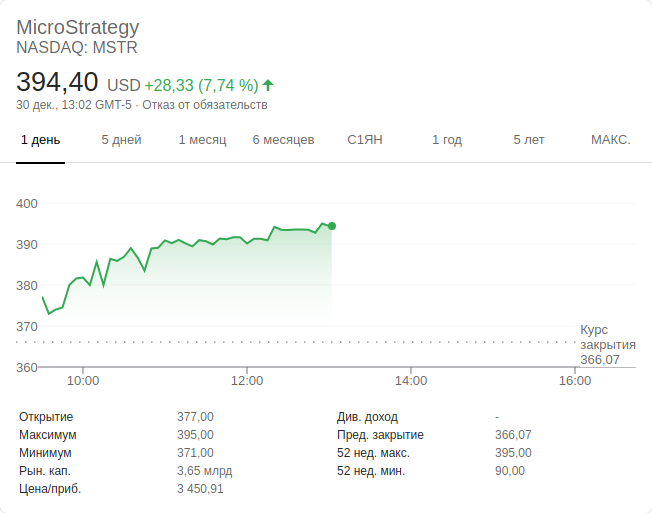 MicroStrategy
NASDAQ: MSTR
394,40 USD +28,33 (7,74 %)
30 дек., 13:02 GMT-5 · Отказ от обязательств
1 день 5 дней 1 месяц 6 месяцев С1ЯН 1 год 5 лет МАКС.
400
390
380
370
360
Курс
закрытия
366,07
10:00 12:00 14:00 16:00
Открытие 377,00 Див. доход -
Максимум 395,00 Пред. закрытие 366,07
Минимум 371,00 52 нед. макс. 395,00
Рын. кап. 3,65 млрд 52 нед. мин. 90,00
Цена/приб. 3 450,91